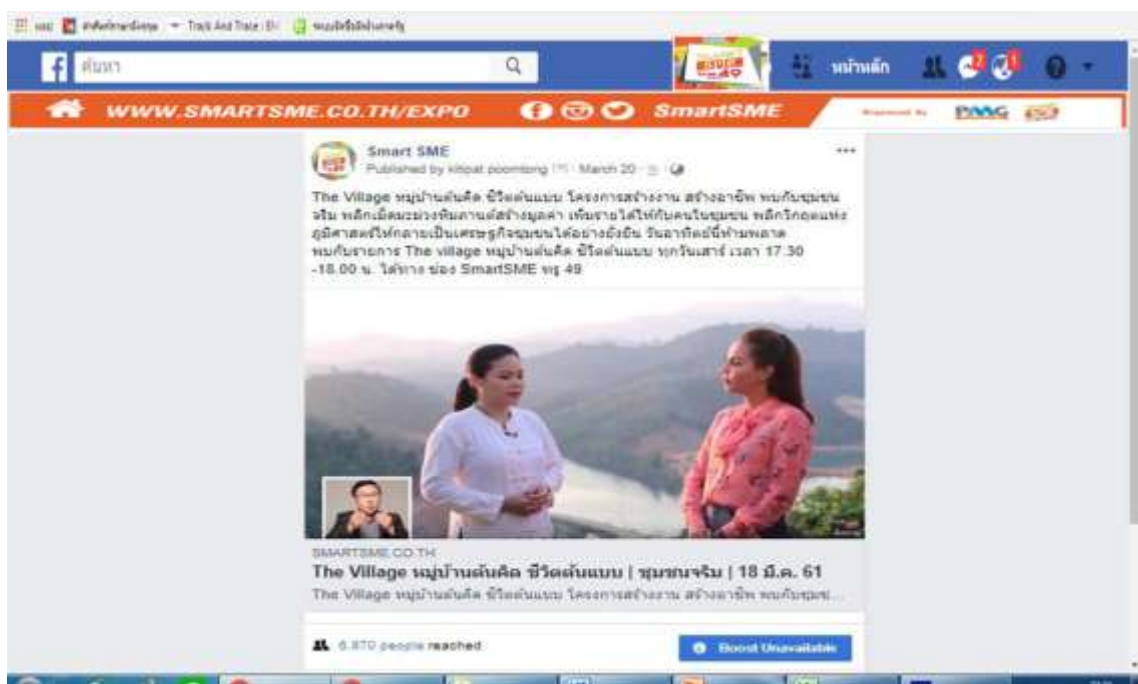 Track And Trace
ค้นหา
หน้าหลัก
WWW.SMARTSME.CO.TH/EXPO
SmartSME
Smart SME
Published by kitipat poomtong · March 20
The Village หมู่บ้านต้นคิด ชีวิตต้นแบบ โครงการสร้างงาน สร้างอาชีพ พบกับชุมชน
จริม พลิกเม็ดมะม่วงหิมพานต์สร้างมูลค่า เพิ่มรายได้ให้กับคนในชุมชน พลิกวิกฤตแห่ง
ภูมิศาสตร์ให้กลายเป็นเศรษฐกิจชุมชนได้อย่างยั่งยืน วันอาทิตย์นี้ห้ามพลาด
พบกับรายการ The village หมู่บ้านต้นคิด ชีวิตต้นแบบ ทุกวันเสาร์ เวลา 17.30
-18.00 น. ได้ทาง ช่อง SmartSME ทรู 49
SMARTSME.CO.TH
The Village หมู่บ้านต้นคิด ชีวิตต้นแบบ | ชุมชนจริม | 18 มี.ค. 61
The Village หมู่บ้านต้นคิด ชีวิตต้นแบบ โครงการสร้างงาน สร้างอาชีพ พบกับชุมช...
6,870 people reached
Boost Unavailable